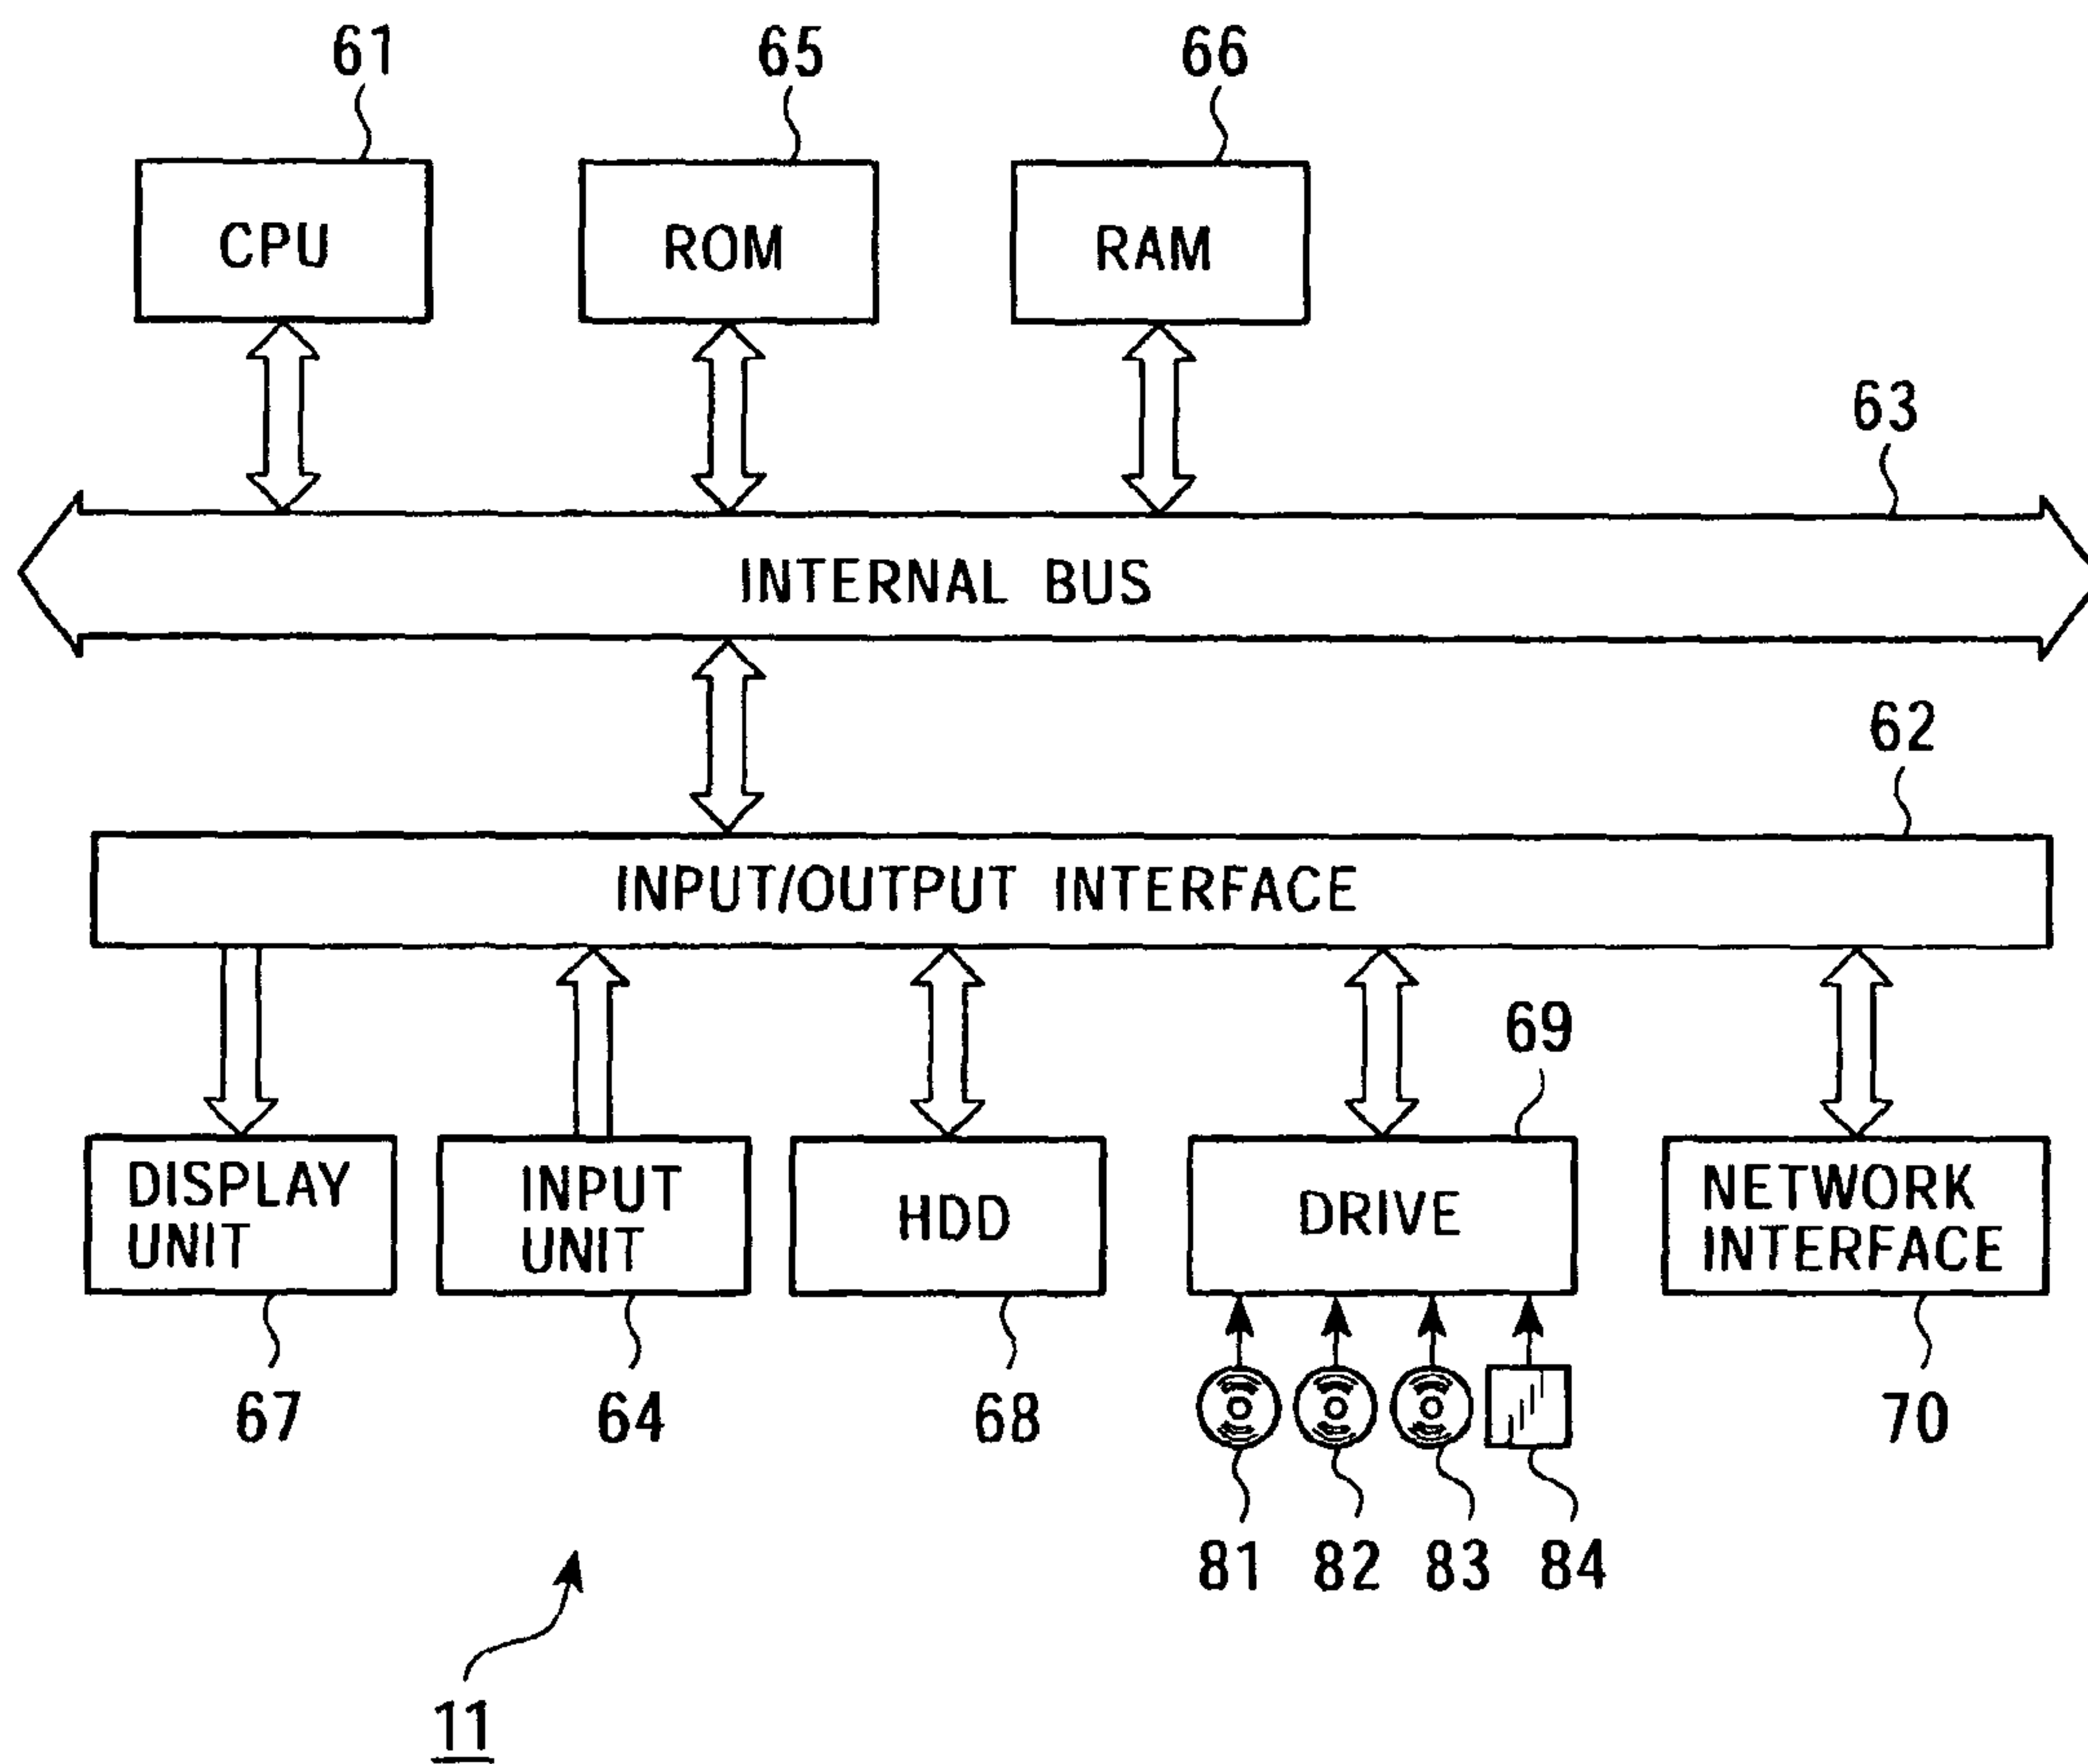 61
65
66
CPU
ROM
RAM
63
INTERNAL BUS
62
INPUT/OUTPUT INTERFACE
69
DISPLAY
UNIT
INPUT
UNIT
HDD
DRIVE
NETWORK
INTERFACE
67
64
68
70
81
82
83
84
11